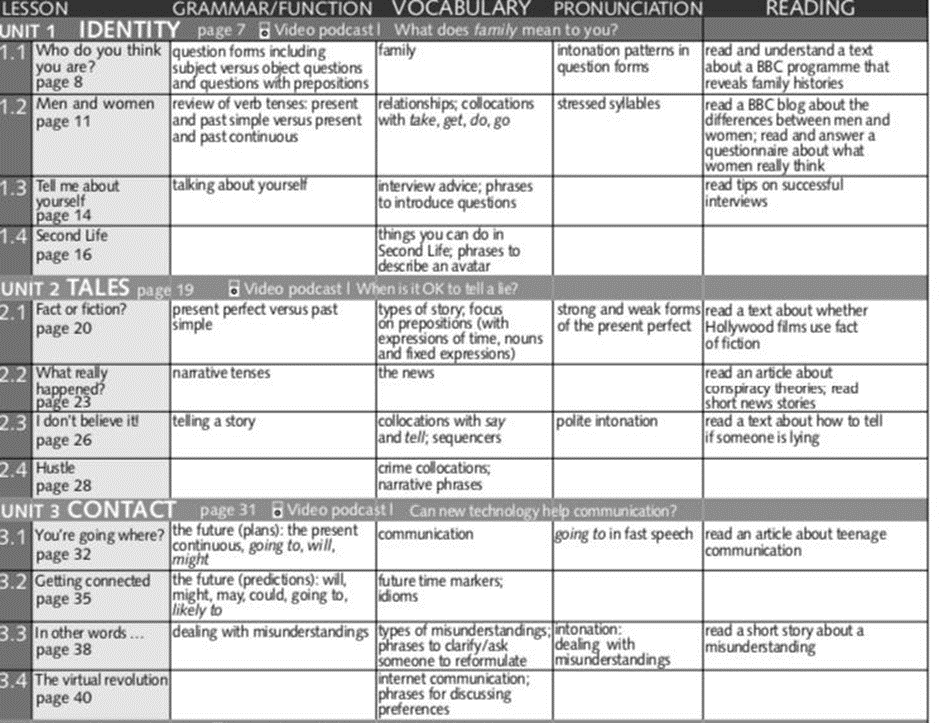 LESSON GRAMMAR/FUNCTION VOCABULARY PRONUNCIATION READING
UNIT 1 IDENTITY page 7 Video podcast | What does family mean to you?
1.1 Who do you think you are? page 8
question forms including
subject versus object questions
and questions with prepositions
family
intonation patterns in
question forms
read and understand a text
about a BBC programme that
reveals family histories
1.2 Men and women
page 11
review of verb tenses: present
and past simple versus present
and past continuous
relationships; collocations
with take, get, do, go
stressed syllables
read a BBC blog about the
differences between men and
women; read and answer a
questionnaire about what
women really think
1.3 Tell me about
yourself
page 14
talking about yourself
interview advice; phrases
to introduce questions
read tips on successful
interviews
1.4 Second Life
page 16
things you can do in
Second Life; phrases to
describe an avatar
UNIT 2 TALES page 19 Video podcast | When is it OK to tell a lie?
2.1 Fact or fiction?
page 20
present perfect versus past
simple
types of story; focus
on prepositions (with
expressions of time, nouns
and fixed expressions)
strong and weak forms
of the present perfect
read a text about whether
Hollywood films use fact
of fiction
2.2 What really
happened?
page 23
narrative tenses
the news
read an article about
conspiracy theories; read
short news stories
2.3 I don't believe it!
page 26
telling a story
collocations with say
and tell; sequencers
polite intonation
read a text about how to tell
if someone is lying
2.4 Hustle
page 28
crime collocations;
narrative phrases
UNIT 3 CONTACT page 31 Video podcast | Can new technology help communication?
3.1 You're going where?
page 32
the future (plans): the present
continuous, going to, will,
might
communication
going to in fast speech
read an article about teenage
communication
3.2 Getting connected
page 35
the future (predictions): will,
might, may, could, going to,
likely to
future time markers;
idioms
3.3 In other words ...
page 38
dealing with misunderstandings
types of misunderstandings;
phrases to clarify/ask
someone to reformulate
intonation:
dealing with
misunderstandings
read a short story about a
misunderstanding
3.4 The virtual revolution
page 40
internet communication;
phrases for discussing
preferences